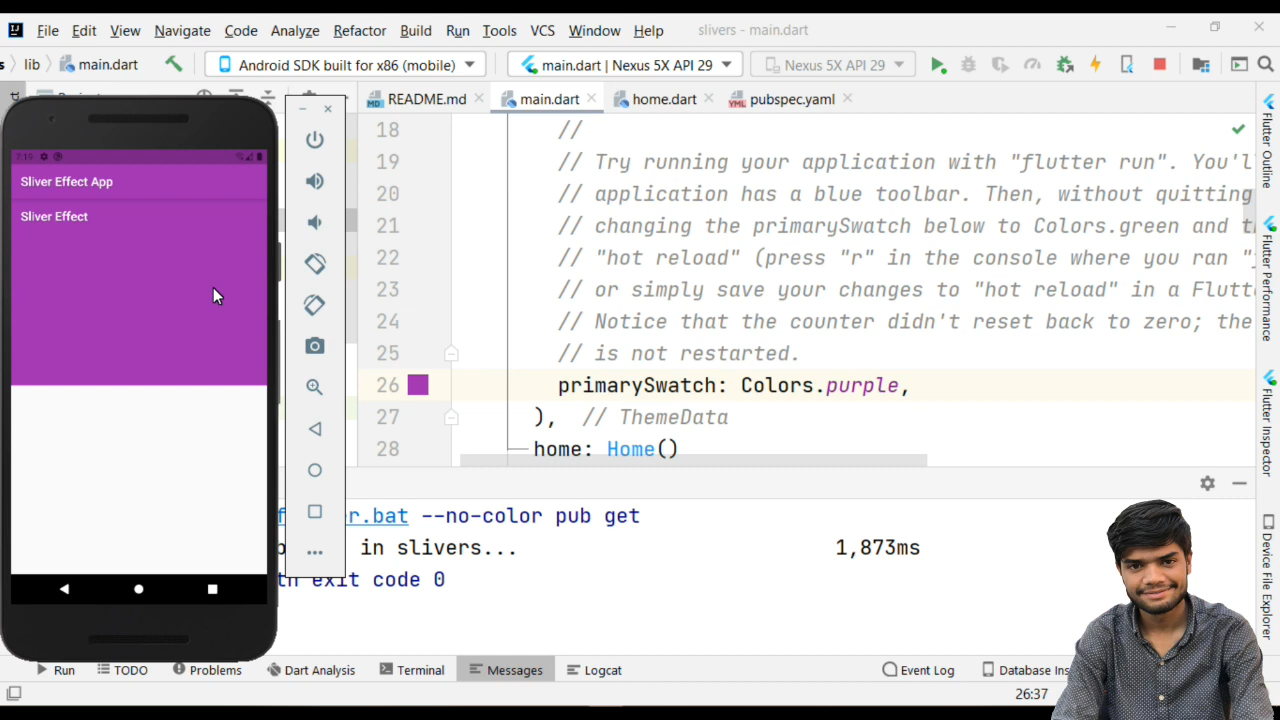 File Edit View Navigate Code Analyze Refactor Build Run Tools VCS Window Help slivers - main.dart
s lib main.dart Android SDK built for x86 (mobile) main.dart | Nexus 5X API 29 Nexus 5X API 29
README.md main.dart home.dart pubspec.yaml
18 //
19 // Try running your application with "flutter run". You'l
20 // application has a blue toolbar. Then, without quitting
21 // changing the primarySwatch below to Colors.green and t
22 // "hot reload" (press "r" in the console where you ran "
23 // or simply save your changes to "hot reload" in a Flutt
24 // Notice that the counter didn't reset back to zero; the
25 // is not restarted.
26 primarySwatch: Colors.purple,
27 ), // ThemeData
28 home: Home()
7:19
Sliver Effect App
Sliver Effect
r.bat --no-color pub get
in slivers... 1,873ms
th exit code 0
Flutter Outline
Flutter Performance
Flutter Inspector
Device File Explorer
Run TODO Problems Dart Analysis Terminal Messages Logcat Event Log Database Ins
26:37